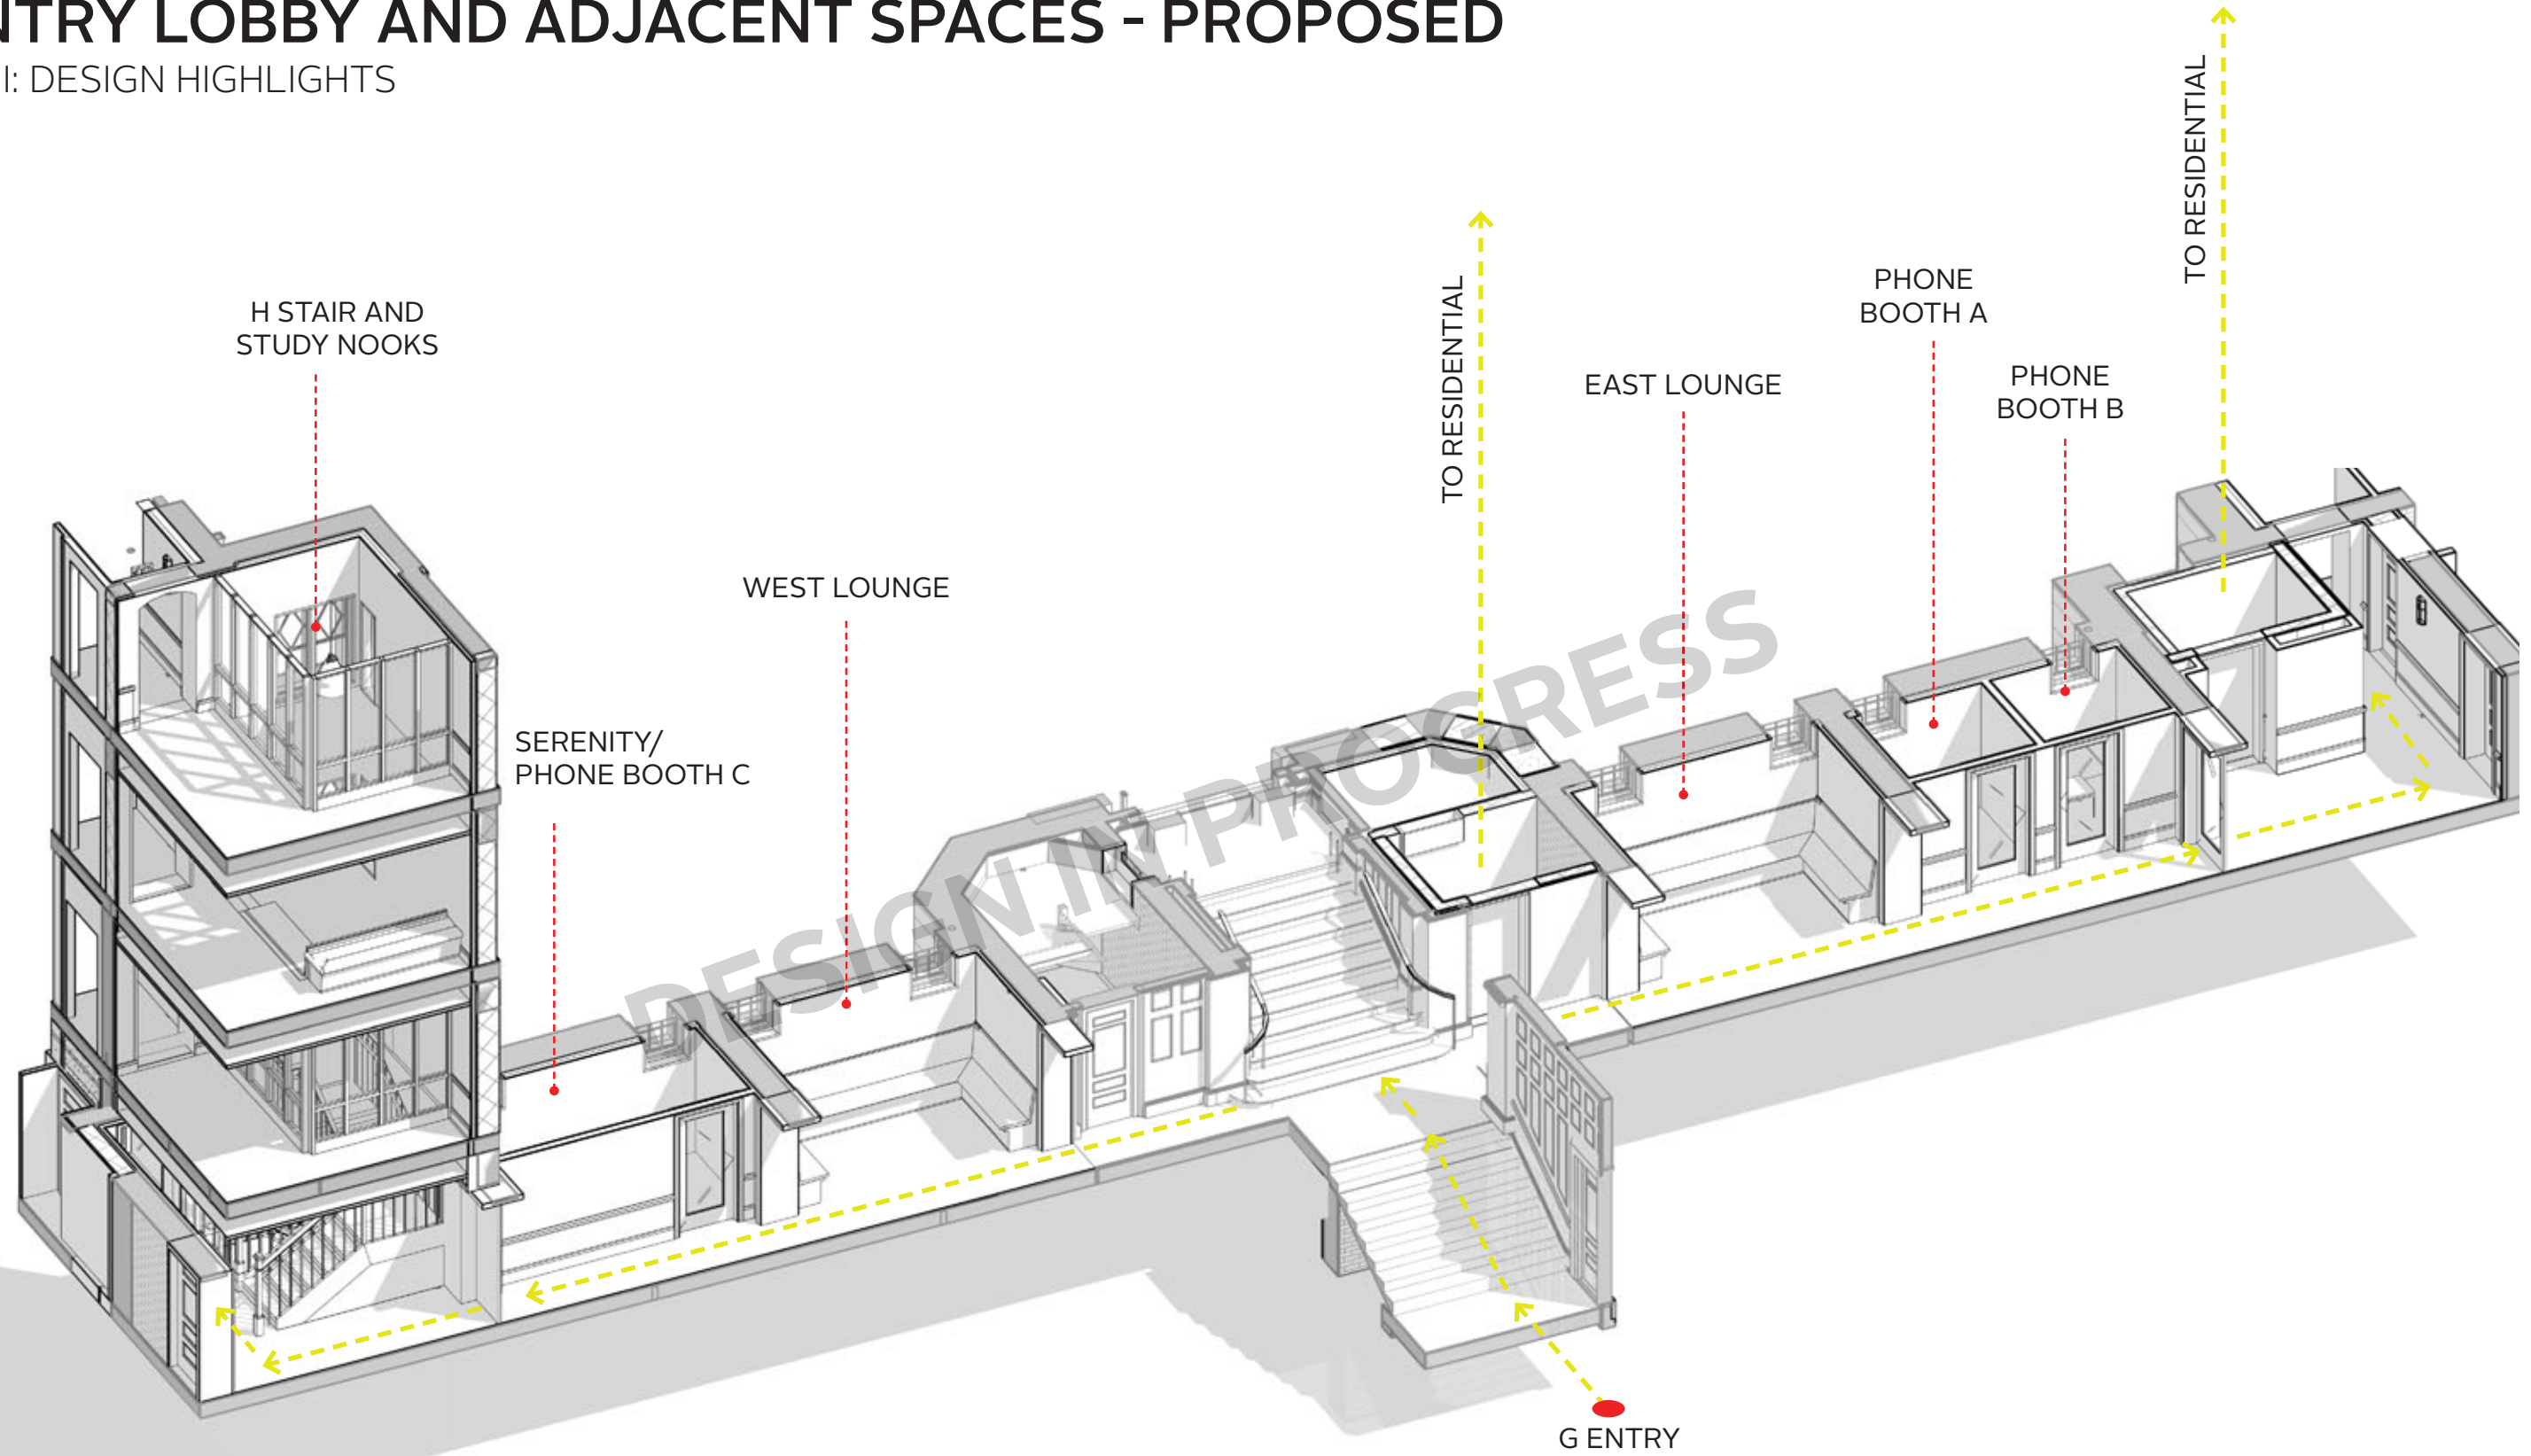 NTRY LOBBY AND ADJACENT SPACES - PROPOSED
I: DESIGN HIGHLIGHTS
TO RESIDENTIAL
PHONE
BOOTH A
H STAIR AND
STUDY NOOKS
TO RESIDENTIAL
EAST LOUNGE
PHONE
BOOTH B
WEST LOUNGE
SERENITY/
PHONE BOOTH C
DESIGN IN PROGRESS
G ENTRY